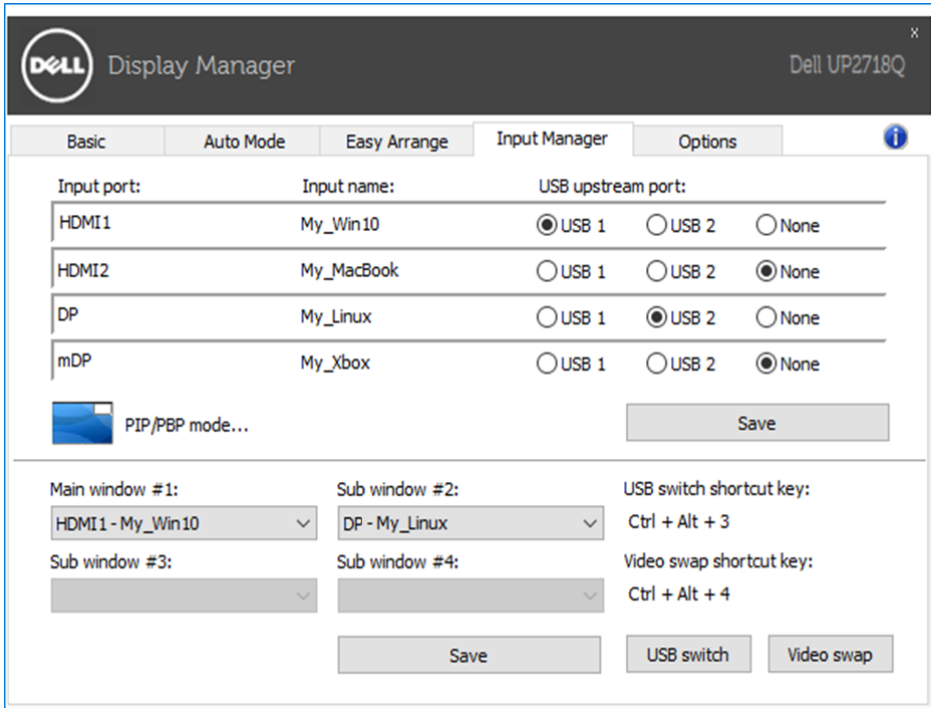 DELL Display Manager Dell UP2718Q
x
Basic Auto Mode Easy Arrange Input Manager Options i
Input port: Input name: USB upstream port:
HDMI1 My_Win10 USB 1 USB 2 None
HDMI2 My_MacBook USB 1 USB 2 None
DP My_Linux USB 1 USB 2 None
mDP My_Xbox USB 1 USB 2 None
PIP/PBP mode... Save
Main window #1: Sub window #2: USB switch shortcut key:
HDMI1 - My_Win10 DP - My_Linux Ctrl + Alt + 3
Sub window #3: Sub window #4: Video swap shortcut key:
Ctrl + Alt + 4
Save USB switch Video swap